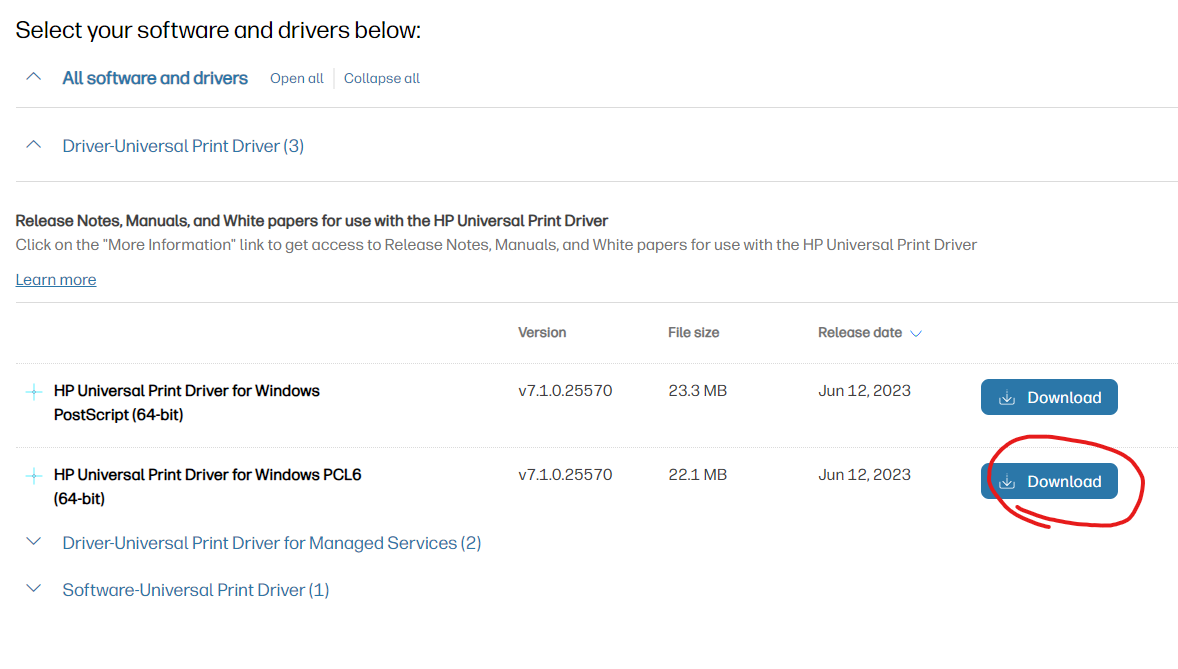 Select your software and drivers below:
All software and drivers Open all Collapse all
Driver-Universal Print Driver (3)
Release Notes, Manuals, and White papers for use with the HP Universal Print Driver
Click on the "More Information" link to get access to Release Notes, Manuals, and White papers for use with the HP Universal Print Driver
Learn more
Version File size Release date
HP Universal Print Driver for Windows v7.1.0.25570 23.3 MB Jun 12, 2023 Download
PostScript (64-bit)
HP Universal Print Driver for Windows PCL6 v7.1.0.25570 22.1 MB Jun 12, 2023 Download
(64-bit)
Driver-Universal Print Driver for Managed Services (2)
Software-Universal Print Driver (1)